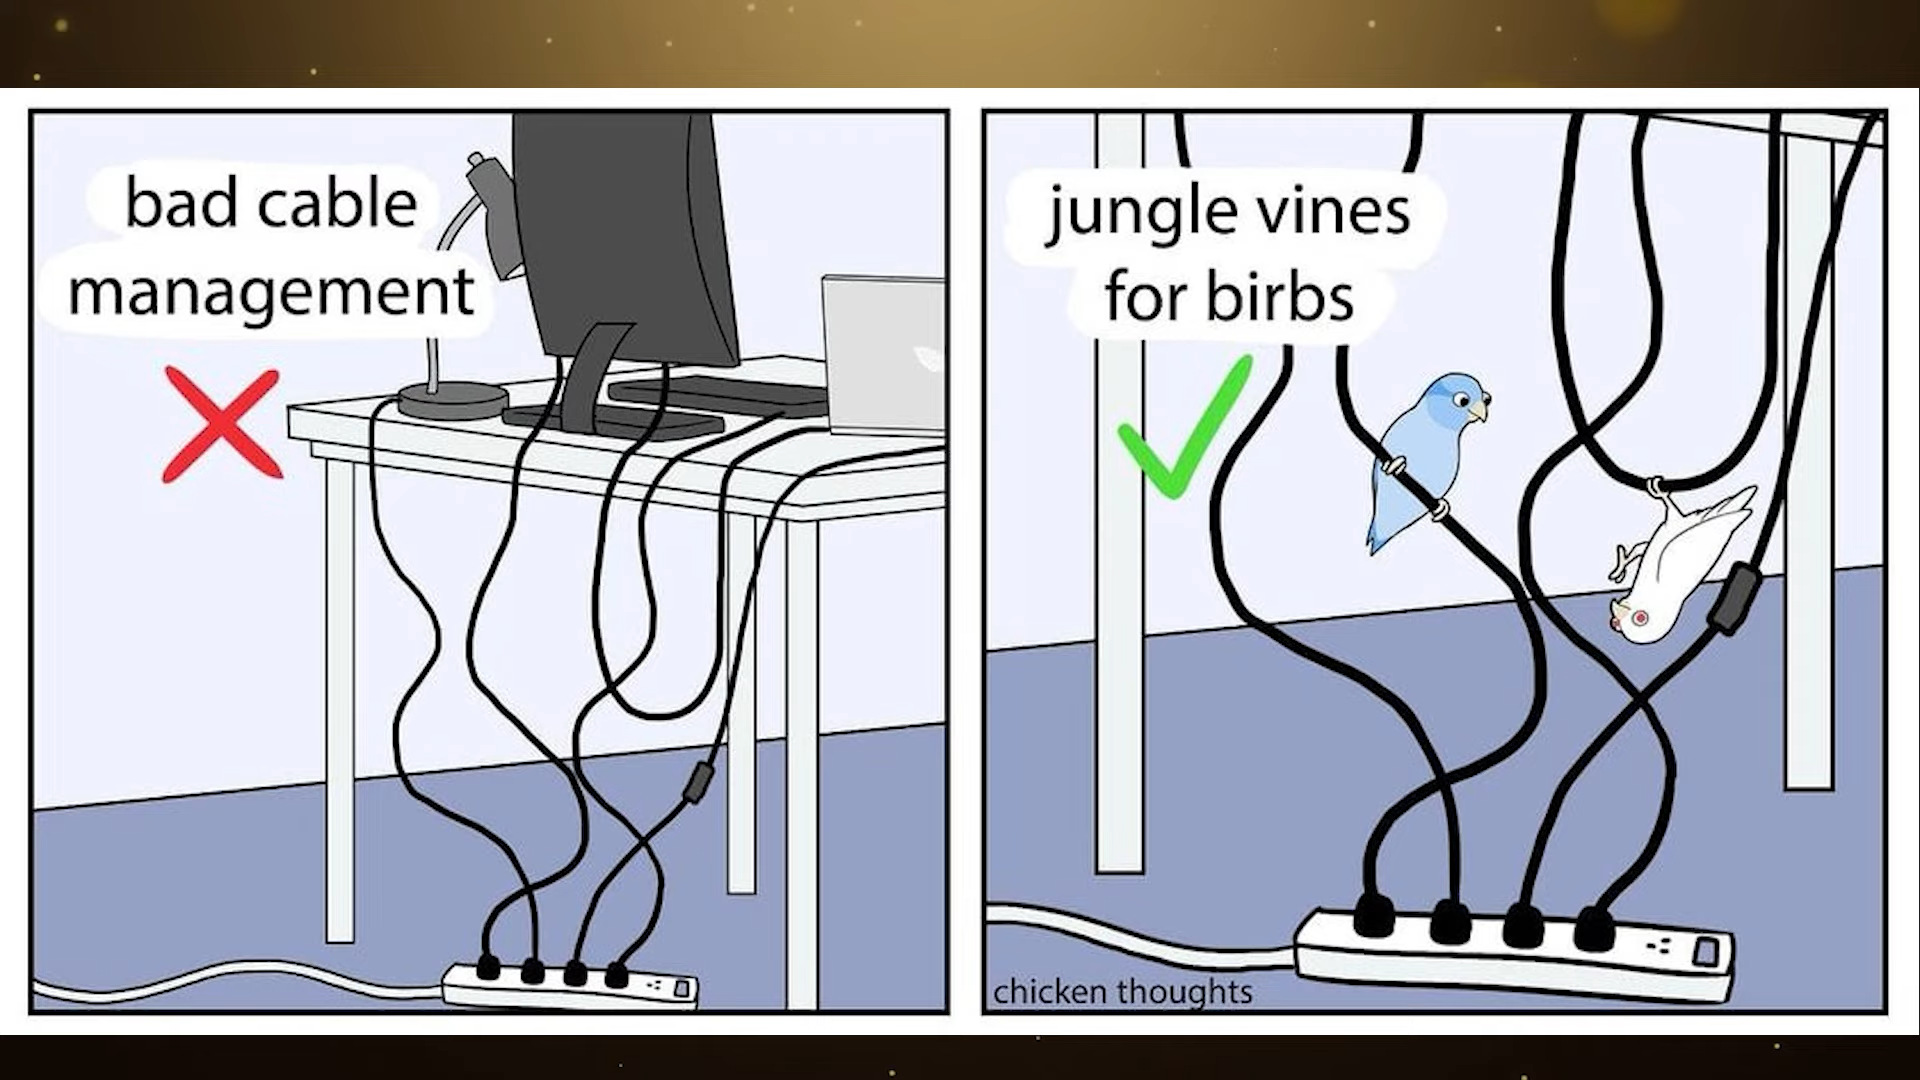 bad cable
management
jungle vines
for birbs
chicken thoughts